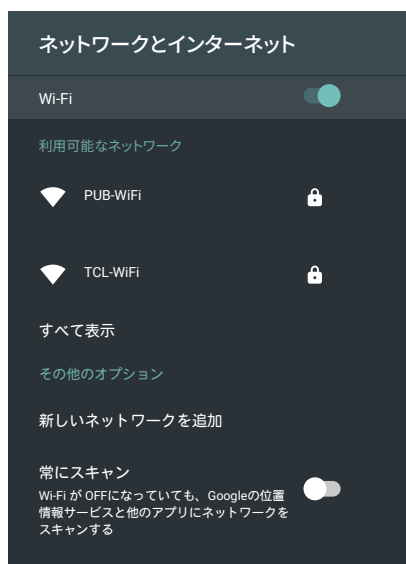 ネットワークとインターネット
Wi-Fi
利用可能なネットワーク
PUB-WiFi
TCL-WiFi
すべて表示
その他のオプション
新しいネットワークを追加
常にスキャン
Wi-Fi が OFFになっていても、Googleの位置
情報サービスと他のアプリにネットワークを
スキャンする